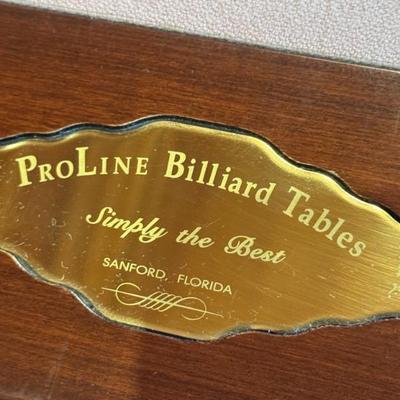 PROLINE BILLIARD TABLES
Simply the Best
SANFORD, FLORIDA